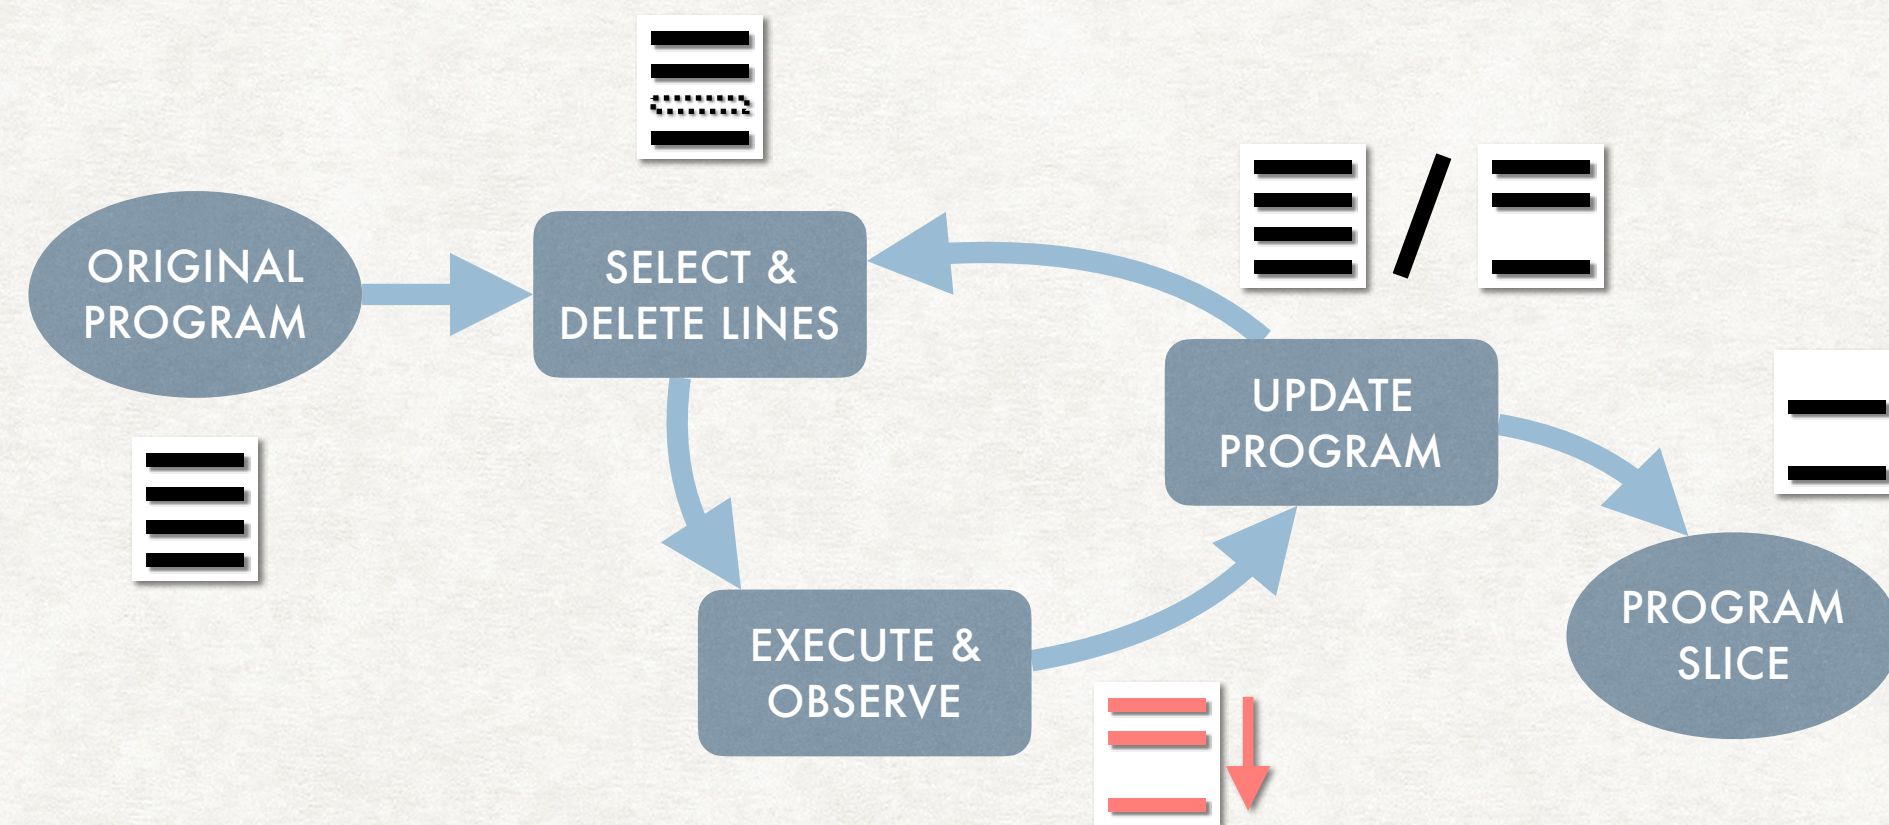 ORIGINAL
PROGRAM
SELECT &
DELETE LINES
UPDATE
PROGRAM
EXECUTE &
OBSERVE
PROGRAM
SLICE